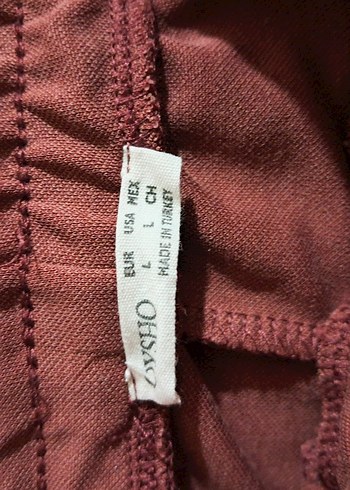 OYSHO
EUR USA MEX
L L CH
MADE IN TURKEY